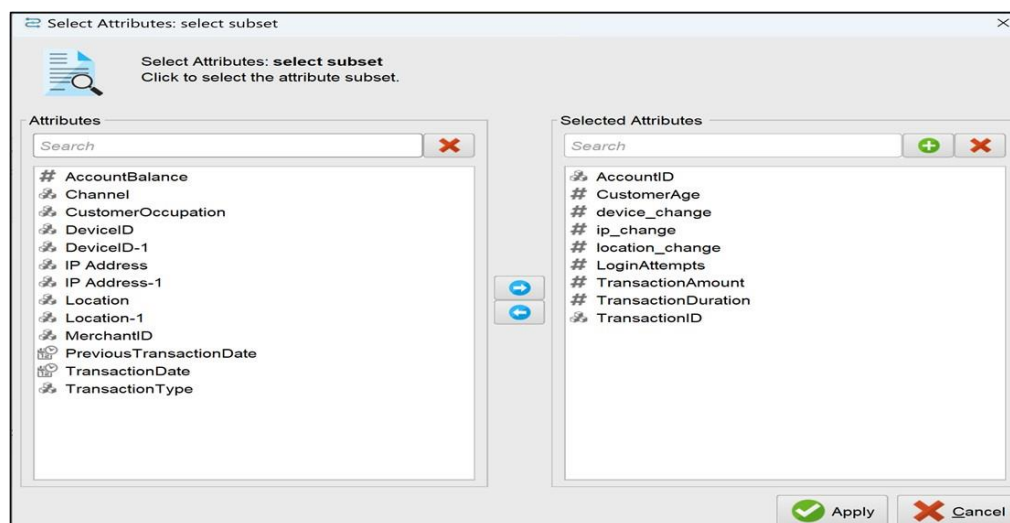 Select Attributes: select subset
Select Attributes: select subset
Click to select the attribute subset.
Attributes
Search
AccountBalance
Channel
CustomerOccupation
DeviceID
DeviceID-1
IP Address
IP Address-1
Location
Location-1
MerchantID
PreviousTransactionDate
TransactionDate
TransactionType
Selected Attributes
Search
AccountID
CustomerAge
device_change
ip_change
location_change
LoginAttempts
TransactionAmount
TransactionDuration
TransactionID
Apply
Cancel